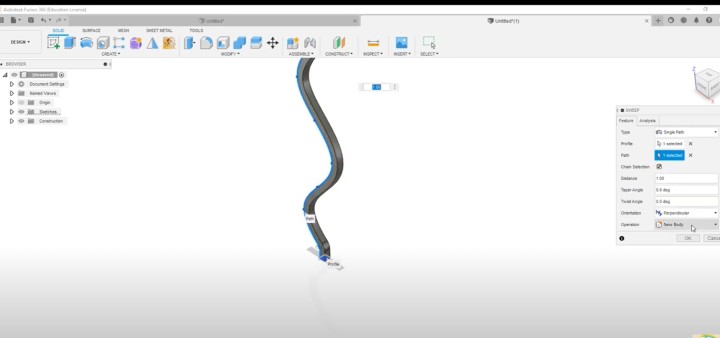 Autodesk Fusion 360 (Education License)
Untitled* Untitled*(1)
SOLID SURFACE MESH SHEET METAL TOOLS
DESIGN
CREATE MODIFY ASSEMBLE CONSTRUCT INSPECT INSERT SELECT
BROWSER
(Unsaved)
Document Settings
Named Views
Origin
Sketches
Construction
1.00
Path
Profile
SWEEP
Feature Analysis
Type Single Path
Profile 1 selected
Path 1 selected
Chain Selection
Distance 1.00
Taper Angle 0.0 deg
Twist Angle 0.0 deg
Orientation Perpendicular
Operation New Body
OK Cance
Z